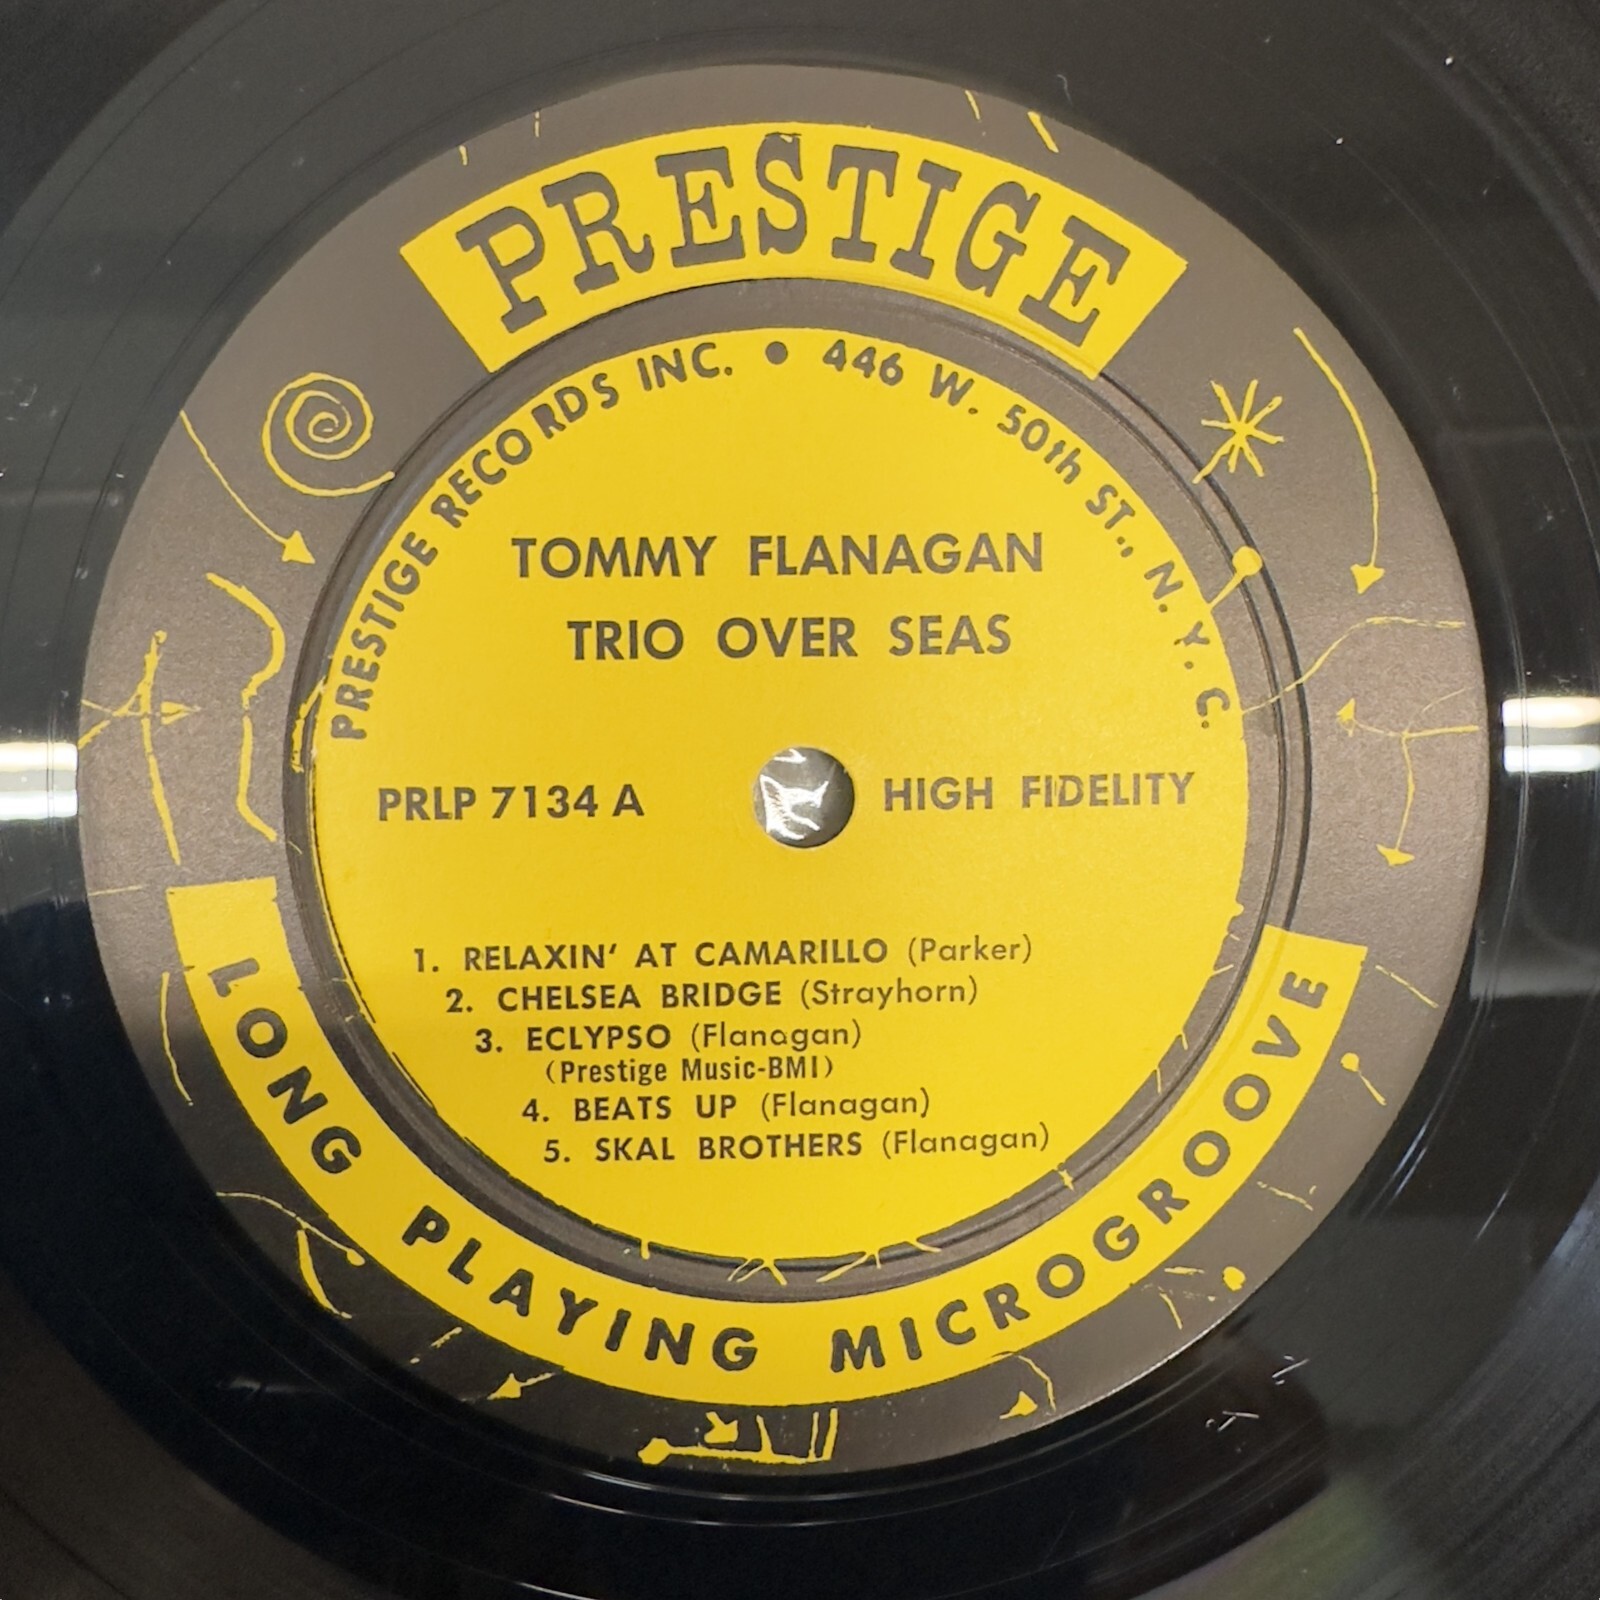 PRESTIGE
PRESTIGE RECORDS INC. • 446 W. 50th ST., N. Y. C.
TOMMY FLANAGAN
TRIO OVER SEAS
PRLP 7134 A
HIGH FIDELITY
1. RELAXIN' AT CAMARILLO (Parker)
2. CHELSEA BRIDGE (Strayhorn)
3. ECLYPSO (Flanagan)
(Prestige Music-BMI)
4. BEATS UP (Flanagan)
5. SKAL BROTHERS (Flanagan)
LONG PLAYING MICROGROOVE